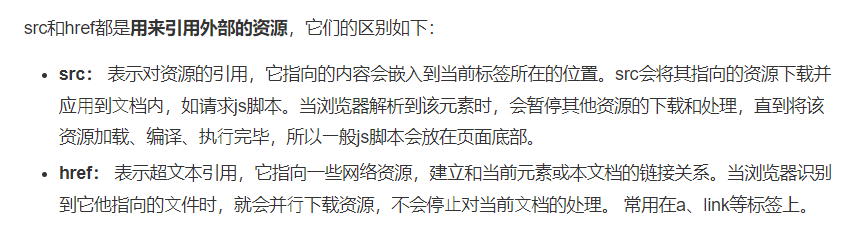 src和href都是用来引用外部的资源，它们的区别如下：
src： 表示对资源的引用，它指向的内容会嵌入到当前标签所在的位置。src会将其指向的资源下载并
应用到文档内，如请求js脚本。当浏览器解析到该元素时，会暂停其他资源的下载和处理，直到将该
资源加载、编译、执行完毕，所以一般js脚本会放在页面底部。
href： 表示超文本引用，它指向一些网络资源，建立和当前元素或本文档的链接关系。当浏览器识别
到它他指向的文件时，就会并行下载资源，不会停止对当前文档的处理。 常用在a、link等标签上。